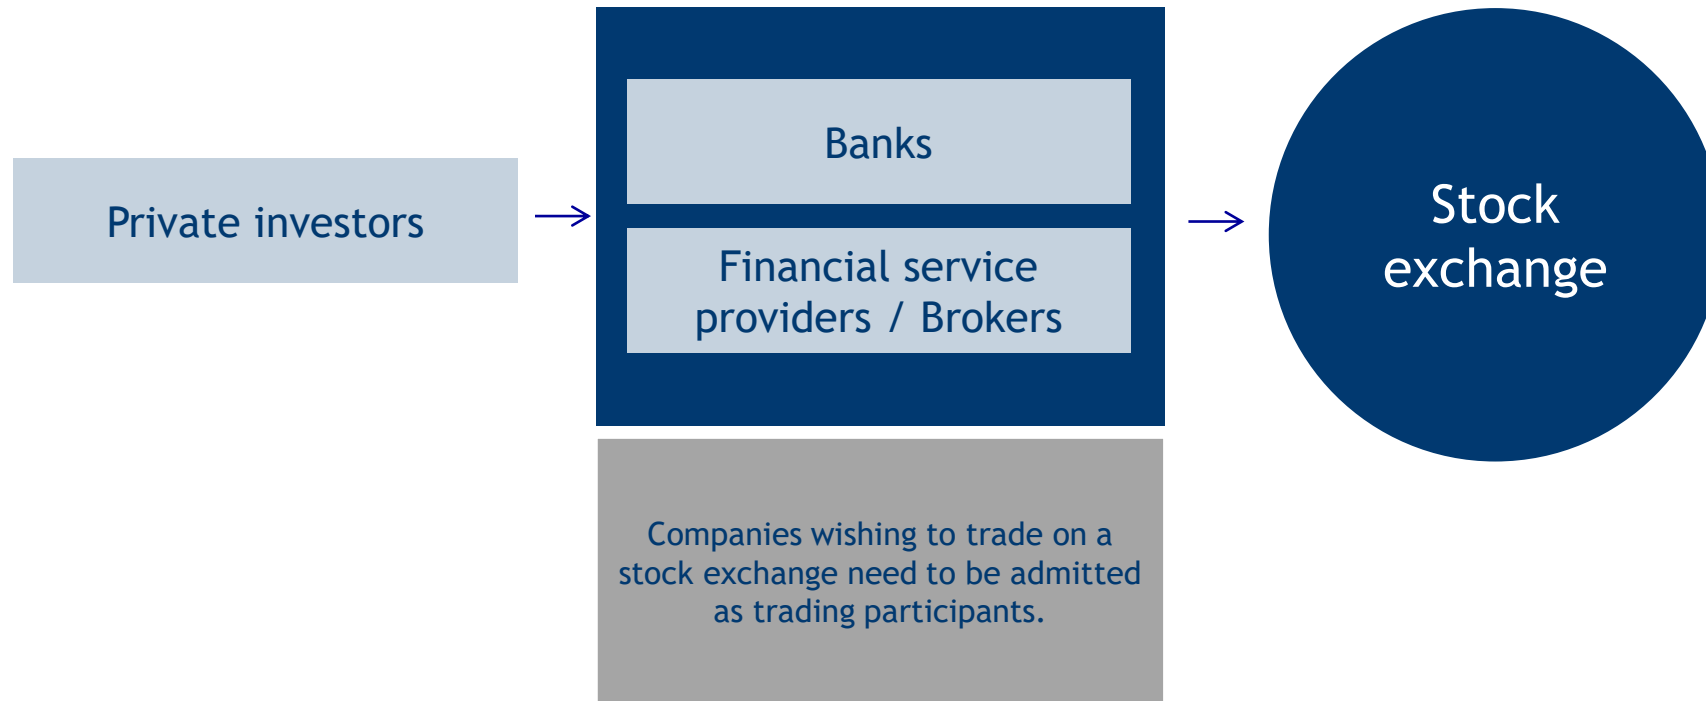 Private investors
Banks
Financial service
providers / Brokers
Stock
exchange
Companies wishing to trade on a
stock exchange need to be admitted
as trading participants.